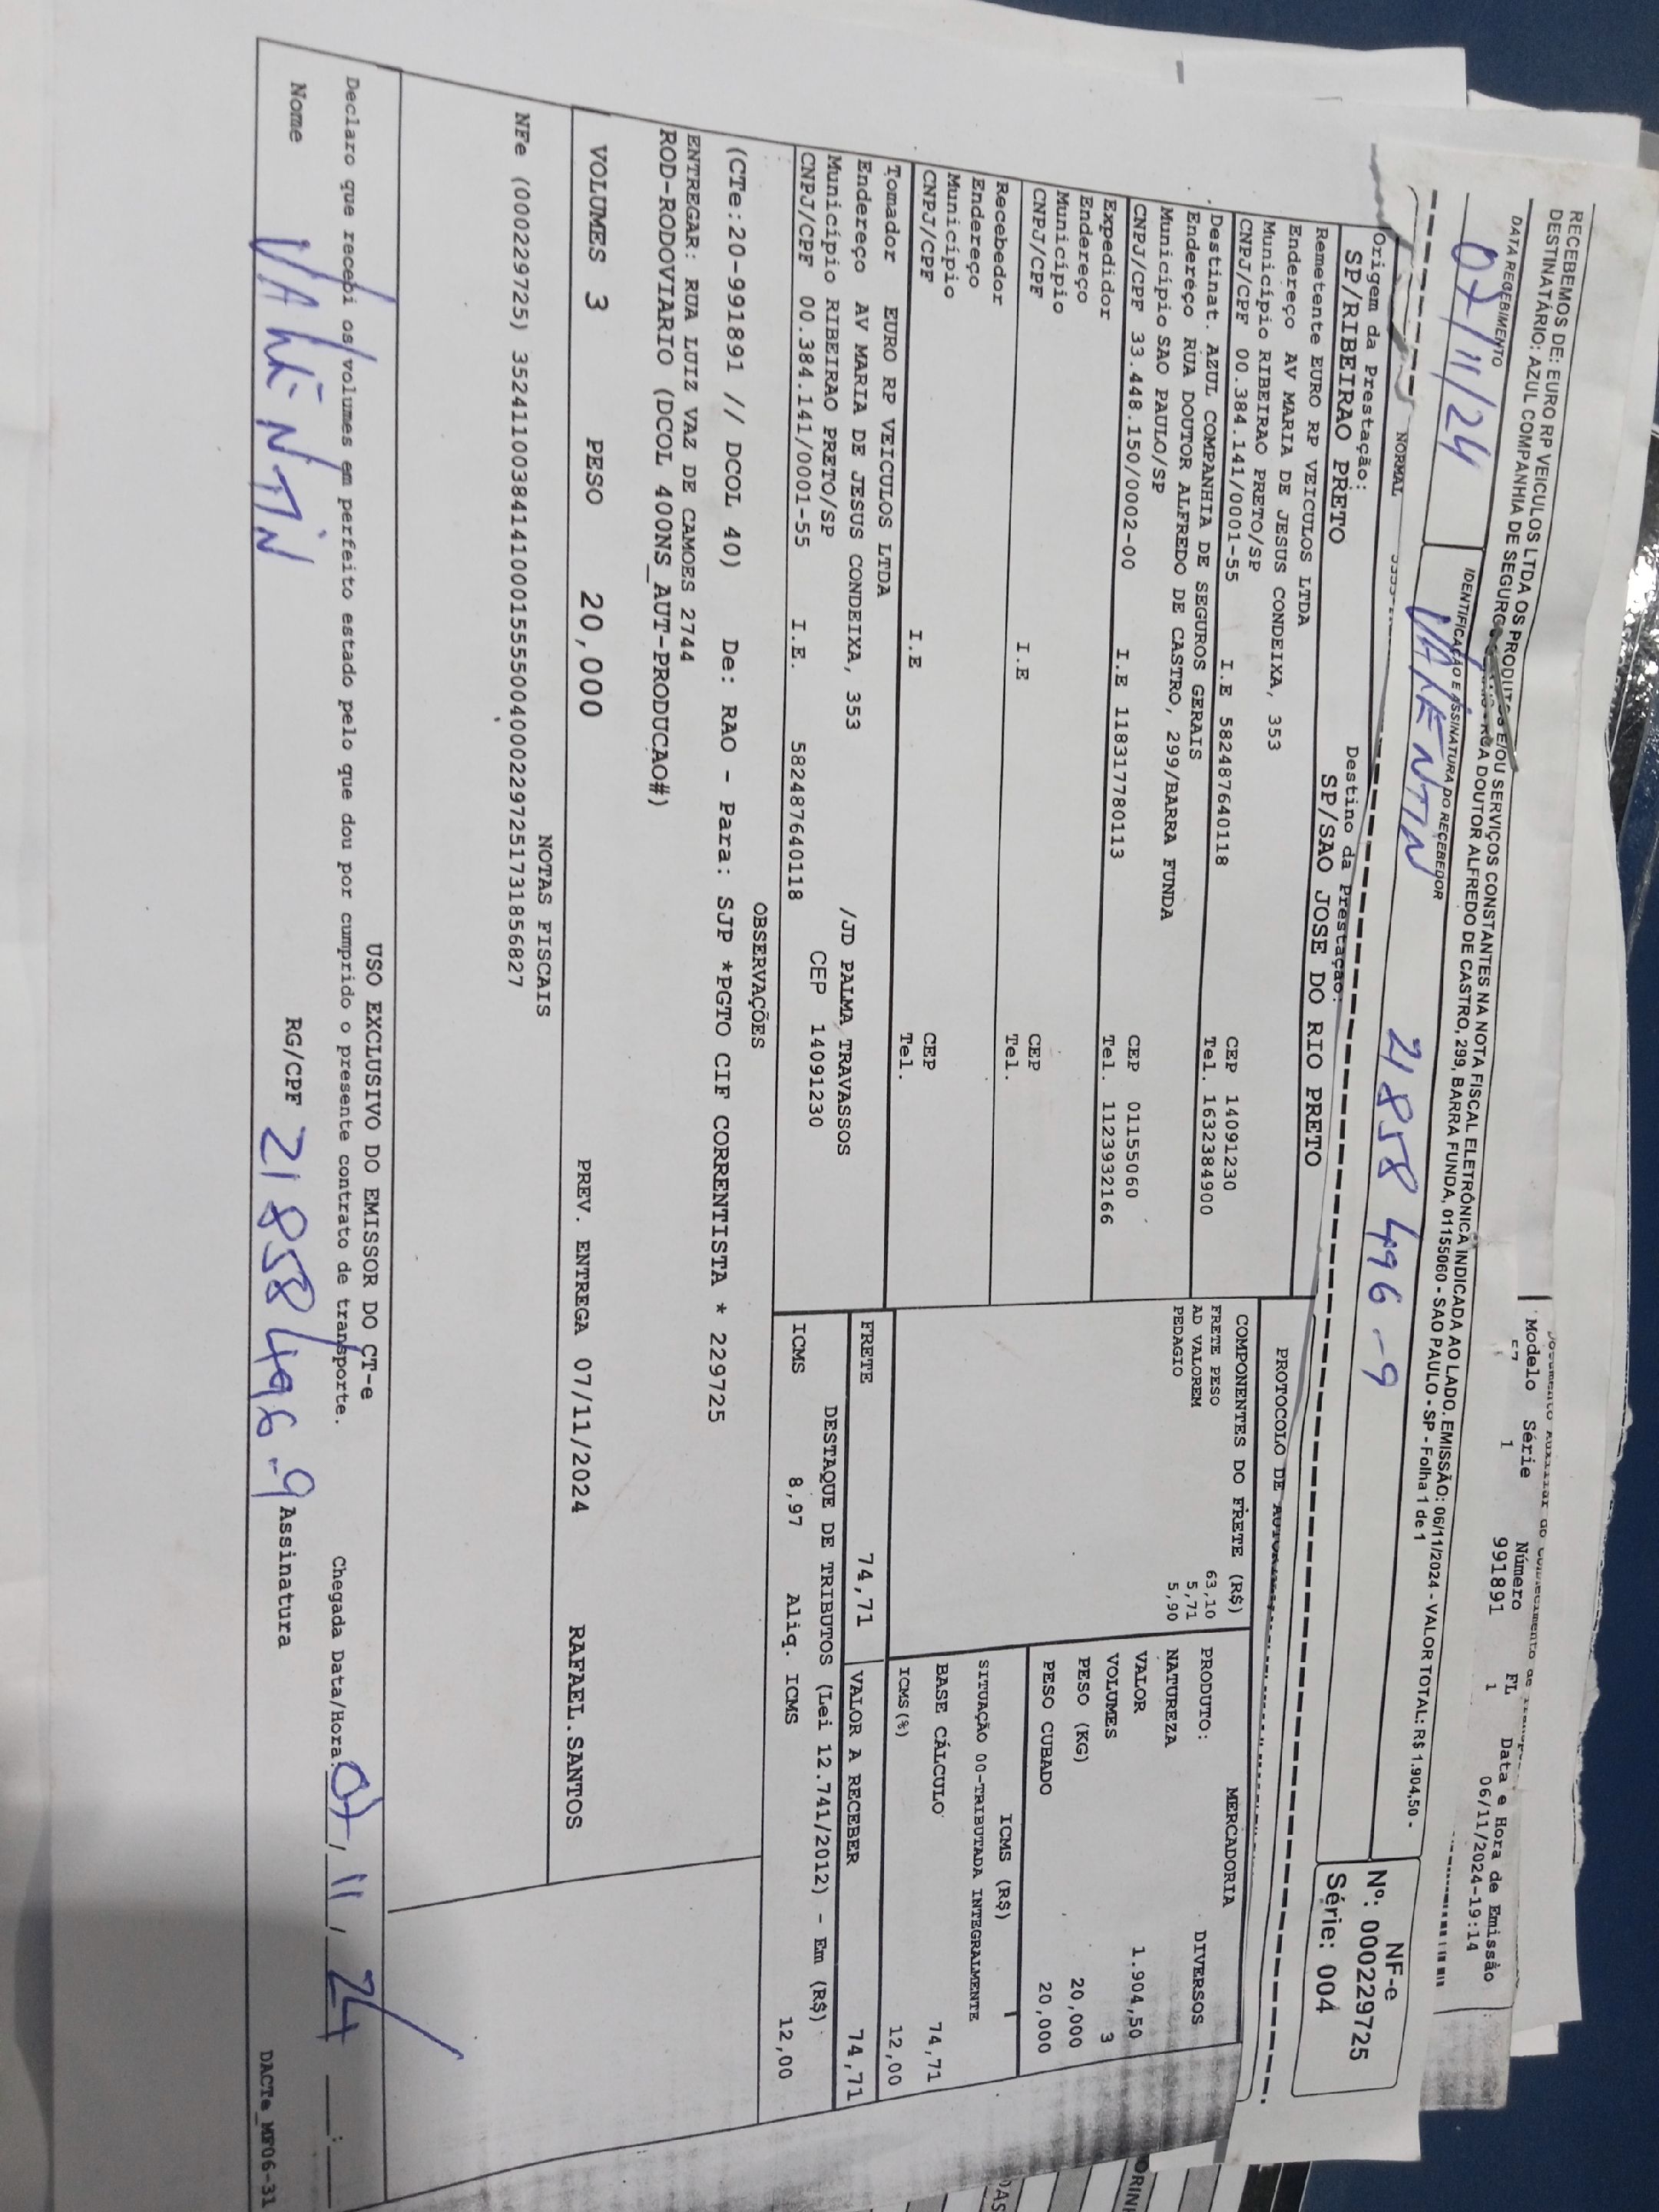 RECEBEMOS DE: EURO RP VEICULOS LTDA OS PRODUTOS E/OU SERVIÇOS CONSTANTES NA NOTA FISCAL ELETRÔNICA INDICADA AO LADO. EMISSÃO: 06/11/2024 - VALOR TOTAL: R$ 1.904,50 -
DESTINATÁRIO: AZUL COMPANHIA DE SEGUROS RUA DOUTOR ALFREDO DE CASTRO, 299, BARRA FUNDA, 01155060 - SAO PAULO - SP - Folha 1 de 1
DATA RECEBIMENTO
IDENTIFICAÇÃO E ASSINATURA DO RECEBEDOR
07/11/24
VALENTIN 21858496-9
NF-e
Nº: 000229725
Série: 004
Modelo Série Número FL Data e Hora de Emissão
57 1 991891 1 06/11/2024-19:14
NORMAL
PROTOCOLO DE
Origem da Prestação:
SP/RIBEIRAO PRETO
Destino da Prestação:
SP/SAO JOSE DO RIO PRETO
Remetente EURO RP VEICULOS LTDA
Endereço AV MARIA DE JESUS CONDEIXA, 353
Município RIBEIRAO PRETO/SP CEP 14091230
CNPJ/CPF 00.384.141/0001-55 I.E 582487640118 Tel. 1632384900
Destinat. AZUL COMPANHIA DE SEGUROS GERAIS
Endereço RUA DOUTOR ALFREDO DE CASTRO, 299/BARRA FUNDA
Município SAO PAULO/SP CEP 01155060
CNPJ/CPF 33.448.150/0002-00 I.E 118317780113 Tel. 1123932166
Expedidor
Endereço
Município CEP
CNPJ/CPF I.E Tel.
Recebedor
Endereço
Município CEP
CNPJ/CPF I.E Tel.
Tomador EURO RP VEICULOS LTDA
Endereço AV MARIA DE JESUS CONDEIXA, 353 /JD PALMA TRAVASSOS
Município RIBEIRAO PRETO/SP CEP 14091230
CNPJ/CPF 00.384.141/0001-55 I.E. 582487640118
COMPONENTES DO FRETE (R$)
FRETE PESO 63,10
AD VALOREM 5,71
PEDAGIO 5,90
MERCADORIA
PRODUTO: DIVERSOS
NATUREZA
VALOR 1.904,50
VOLUMES 3
PESO (KG) 20,000
PESO CUBADO 20,000
ICMS (R$)
SITUAÇÃO 00-TRIBUTADA INTEGRALMENTE
BASE CÁLCULO 74,71
ICMS(%) 12,00
FRETE 74,71
VALOR A RECEBER 74,71
DESTAQUE DE TRIBUTOS (Lei 12.741/2012) - Em (R$)
ICMS 8,97 Aliq. ICMS 12,00
OBSERVAÇÕES
(CTe:20-991891 // DCOL 40) De: RAO - Para: SJP *PGTO CIF CORRENTISTA * 229725
ENTREGAR: RUA LUIZ VAZ DE CAMOES 2744
ROD-RODOVIARIO (DCOL 400NS_AUT-PRODUCAO#)
VOLUMES 3 PESO 20,000 PREV. ENTREGA 07/11/2024 RAFAEL.SANTOS
NOTAS FISCAIS
NFe (000229725) 35241100384141000155550040002297251731856827
USO EXCLUSIVO DO EMISSOR DO CT-e
Declaro que recebi os volumes em perfeito estado pelo que dou por cumprido o presente contrato de transporte.
Chegada Data/Hora 07/11/24 __:__
Nome VALENTIN RG/CPF 21858496-9 Assinatura
DACTe_MF06-31